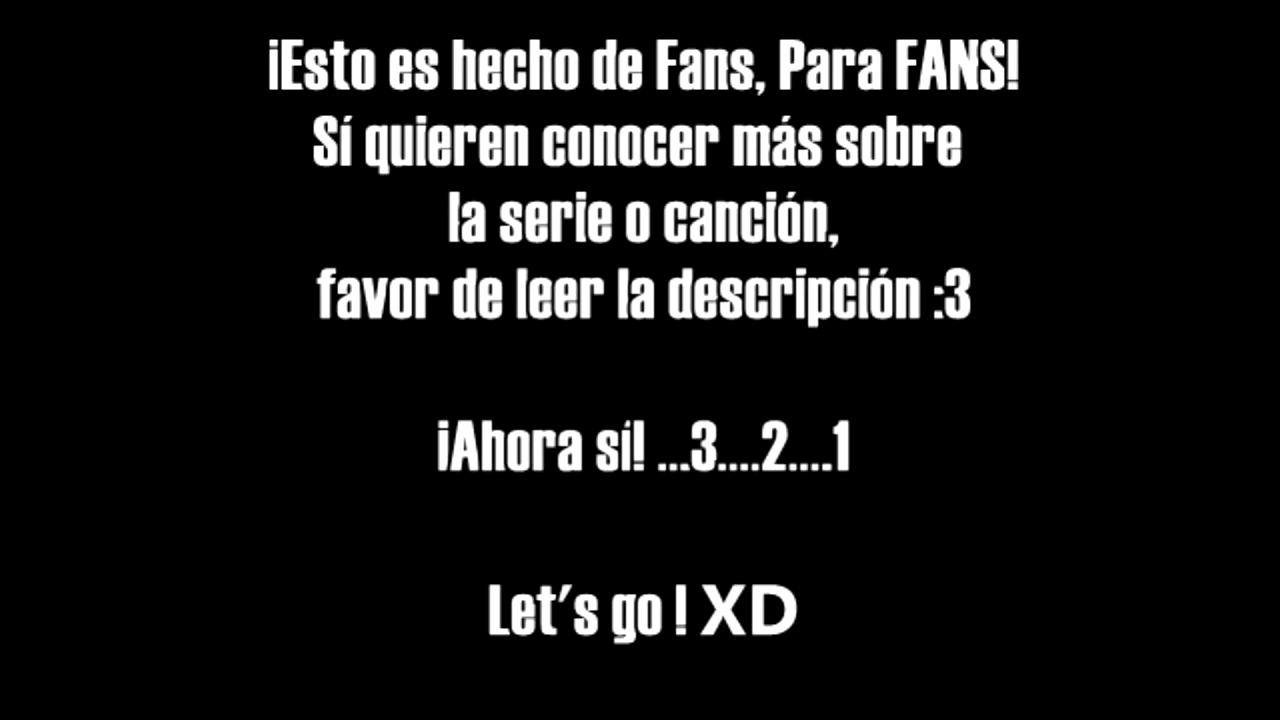 ¡Esto es hecho de Fans, Para FANS!
Sí quieren conocer más sobre
la serie o canción,
favor de leer la descripción :3
¡Ahora sí! ...3....2....1
Let's go ! XD